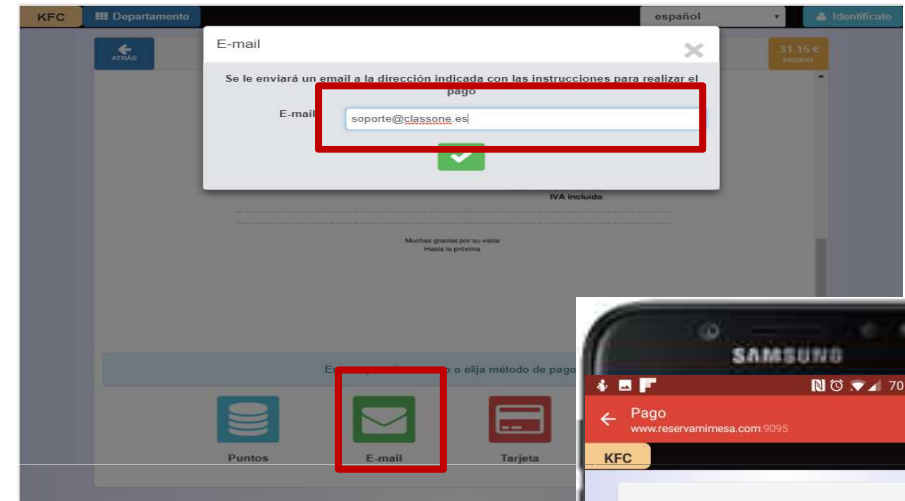 KFC
Departamento
español
Identifícate
ATRÁS
E-mail
31.15 €
PEDIDO
Se le enviará un email a la dirección indicada con las instrucciones para realizar el
pago
E-mail
soporte@classone.es
IVA incluido
Muchas gracias por su visita
Hasta la próxima
o elija método de pago
Puntos
E-mail
Tarjeta
SAMSUNG
70
Pago
www.reservamimesa.com:9095
KFC